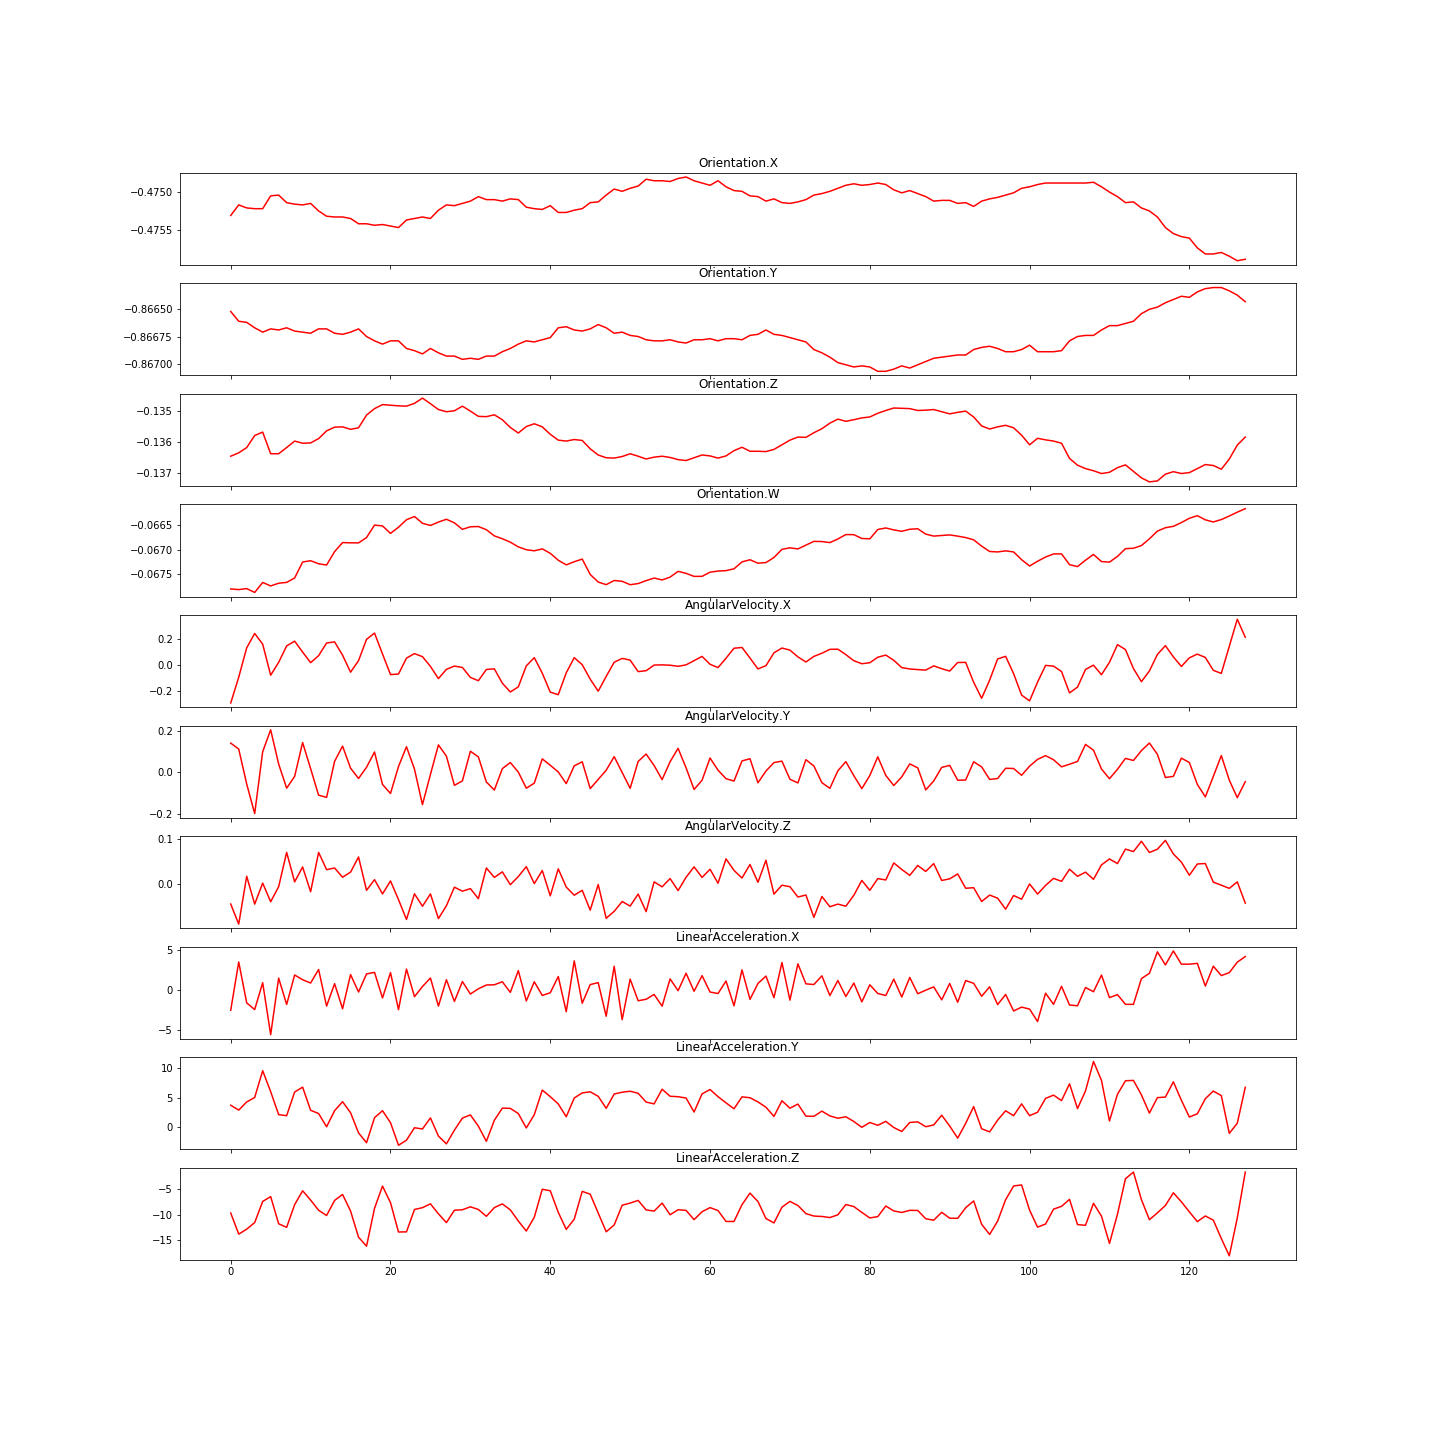 Orientation.X
−0.4750
−0.4755
Orientation.Y
−0.86650
−0.86675
−0.86700
Orientation.Z
−0.135
−0.136
−0.137
Orientation.W
−0.0665
−0.0670
−0.0675
AngularVelocity.X
0.2
0.0
−0.2
AngularVelocity.Y
0.2
0.0
−0.2
AngularVelocity.Z
0.1
0.0
LinearAcceleration.X
5
0
−5
LinearAcceleration.Y
10
5
0
LinearAcceleration.Z
−5
−10
−15
0 20 40 60 80 100 120